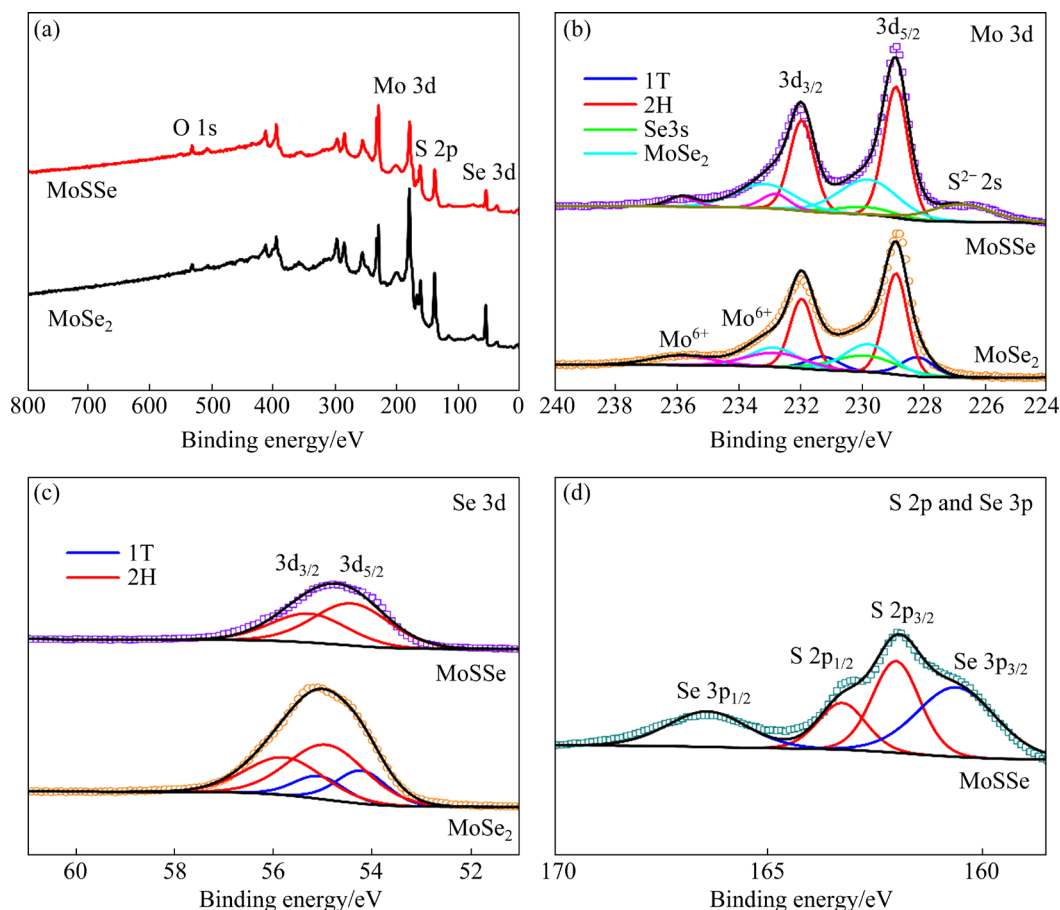 (a)
Mo 3d
O 1s
S 2p
Se 3d
MoSSe
MoSe₂
800 700 600 500 400 300 200 100 0
Binding energy/eV
(b)
3d₅/₂
Mo 3d
1T
2H
Se3s
MoSe₂
3d₃/₂
S²⁻ 2s
MoSSe
Mo⁶⁺
Mo⁶⁺
MoSe₂
240 238 236 234 232 230 228 226 224
Binding energy/eV
(c)
Se 3d
1T
2H
3d₃/₂ 3d₅/₂
MoSSe
MoSe₂
60 58 56 54 52
Binding energy/eV
(d)
S 2p and Se 3p
S 2p₃/₂
S 2p₁/₂
Se 3p₃/₂
Se 3p₁/₂
MoSSe
170 165 160
Binding energy/eV